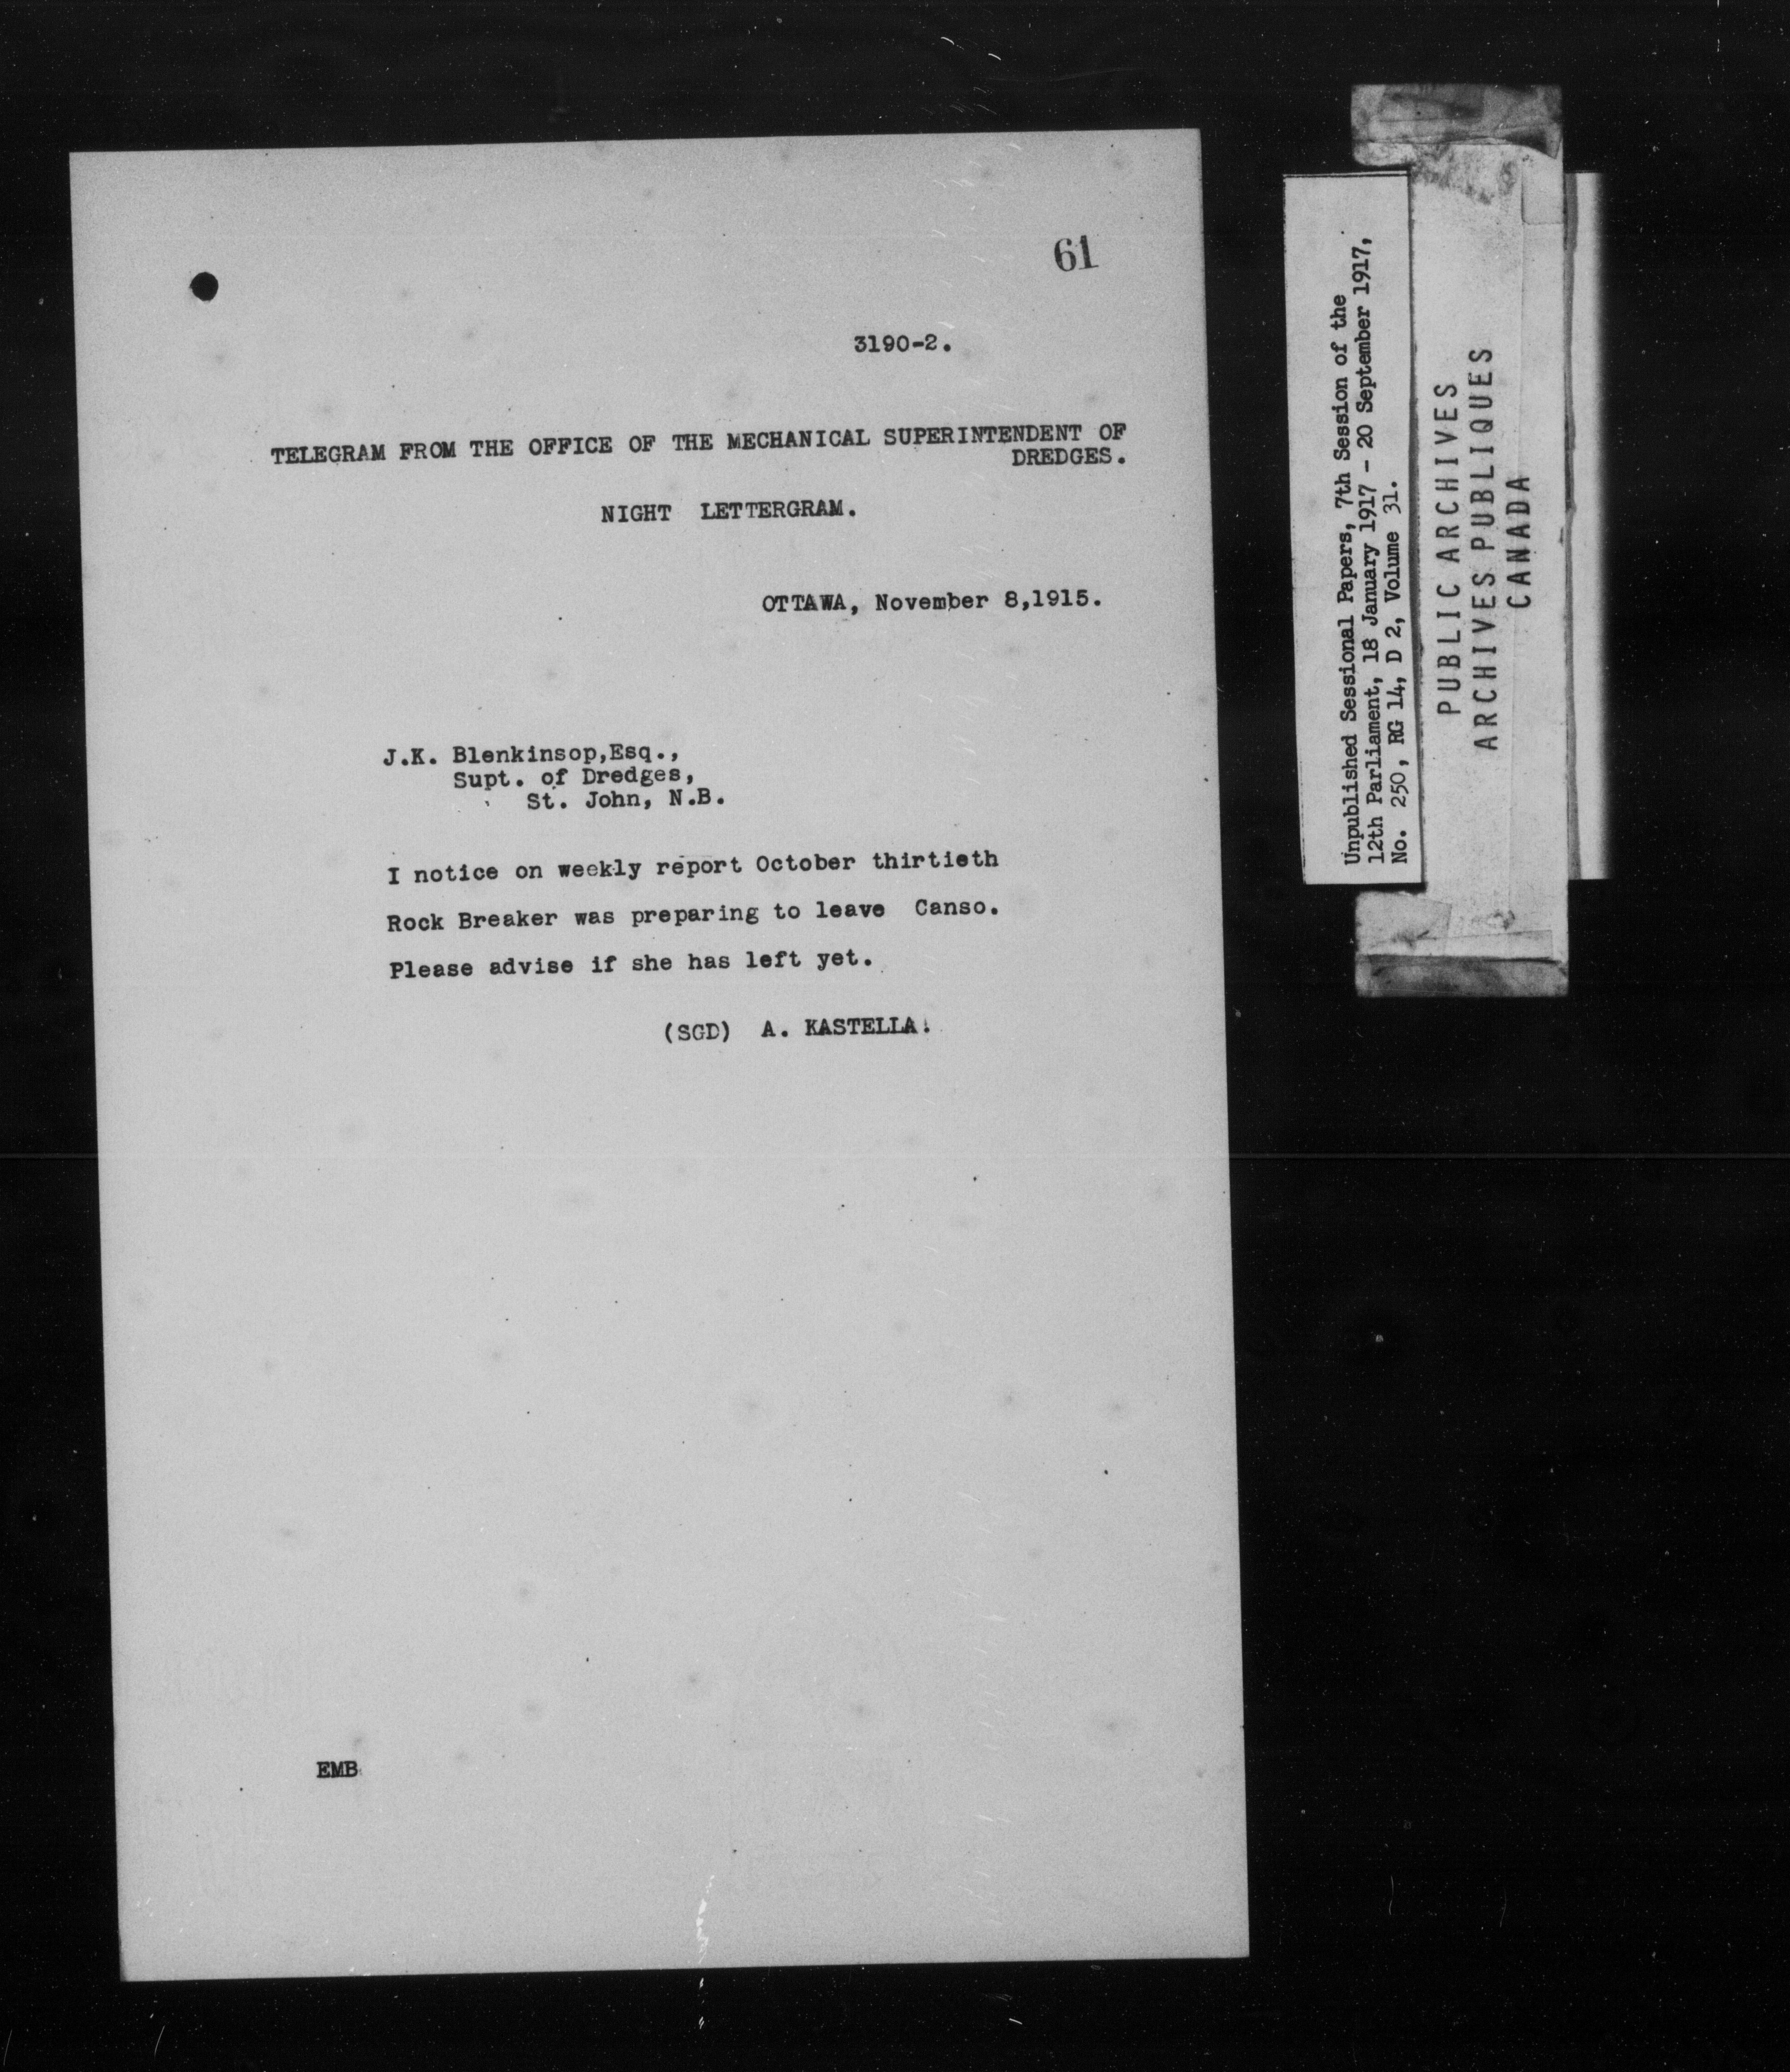 61
3190-2.
TELEGRAM FROM THE OFFICE OF THE MECHANICAL SUPERINTENDENT OF
DREDGES.
NIGHT LETTERGRAM.
OTTAWA, November 8,1915.
J.K. Blenkinsop,Esq.,
Supt. of Dredges,
St. John, N.B.
I notice on weekly report October thirtieth
Rock Breaker was preparing to leave Canso.
Please advise if she has left yet.
(SGD) A. KASTELLA.
EMB
Unpublished Sessional Papers, 7th Session of the
12th Parliament, 18 January 1917 - 20 September 1917,
No. 250, RG 14, D 2, Volume 31.
PUBLIC ARCHIVES
ARCHIVES PUBLIQUES
CANADA